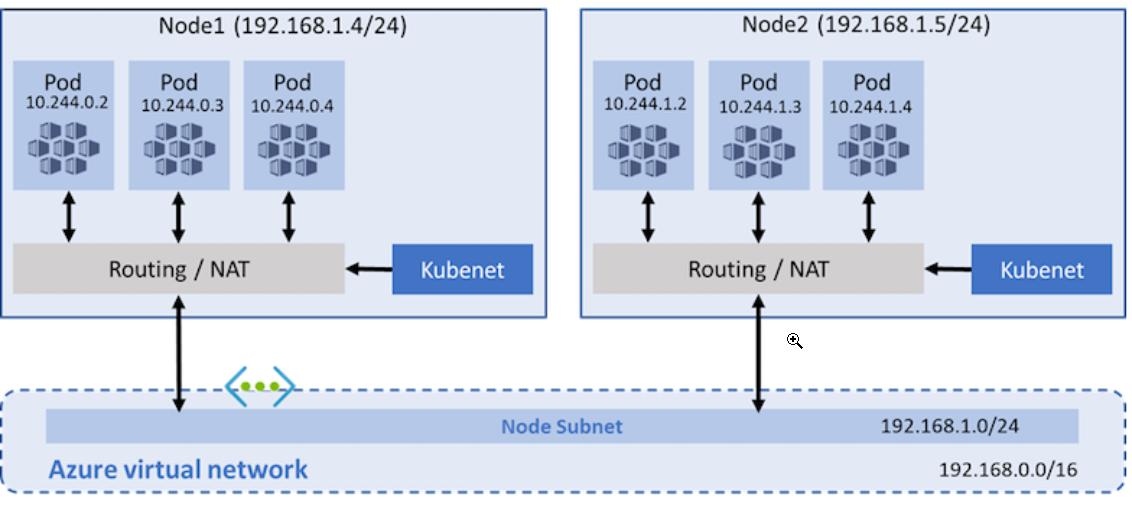 Node1 (192.168.1.4/24)
Pod
10.244.0.2
Pod
10.244.0.3
Pod
10.244.0.4
Routing / NAT
Kubenet
Node2 (192.168.1.5/24)
Pod
10.244.1.2
Pod
10.244.1.3
Pod
10.244.1.4
Routing / NAT
Kubenet
Node Subnet
192.168.1.0/24
Azure virtual network
192.168.0.0/16